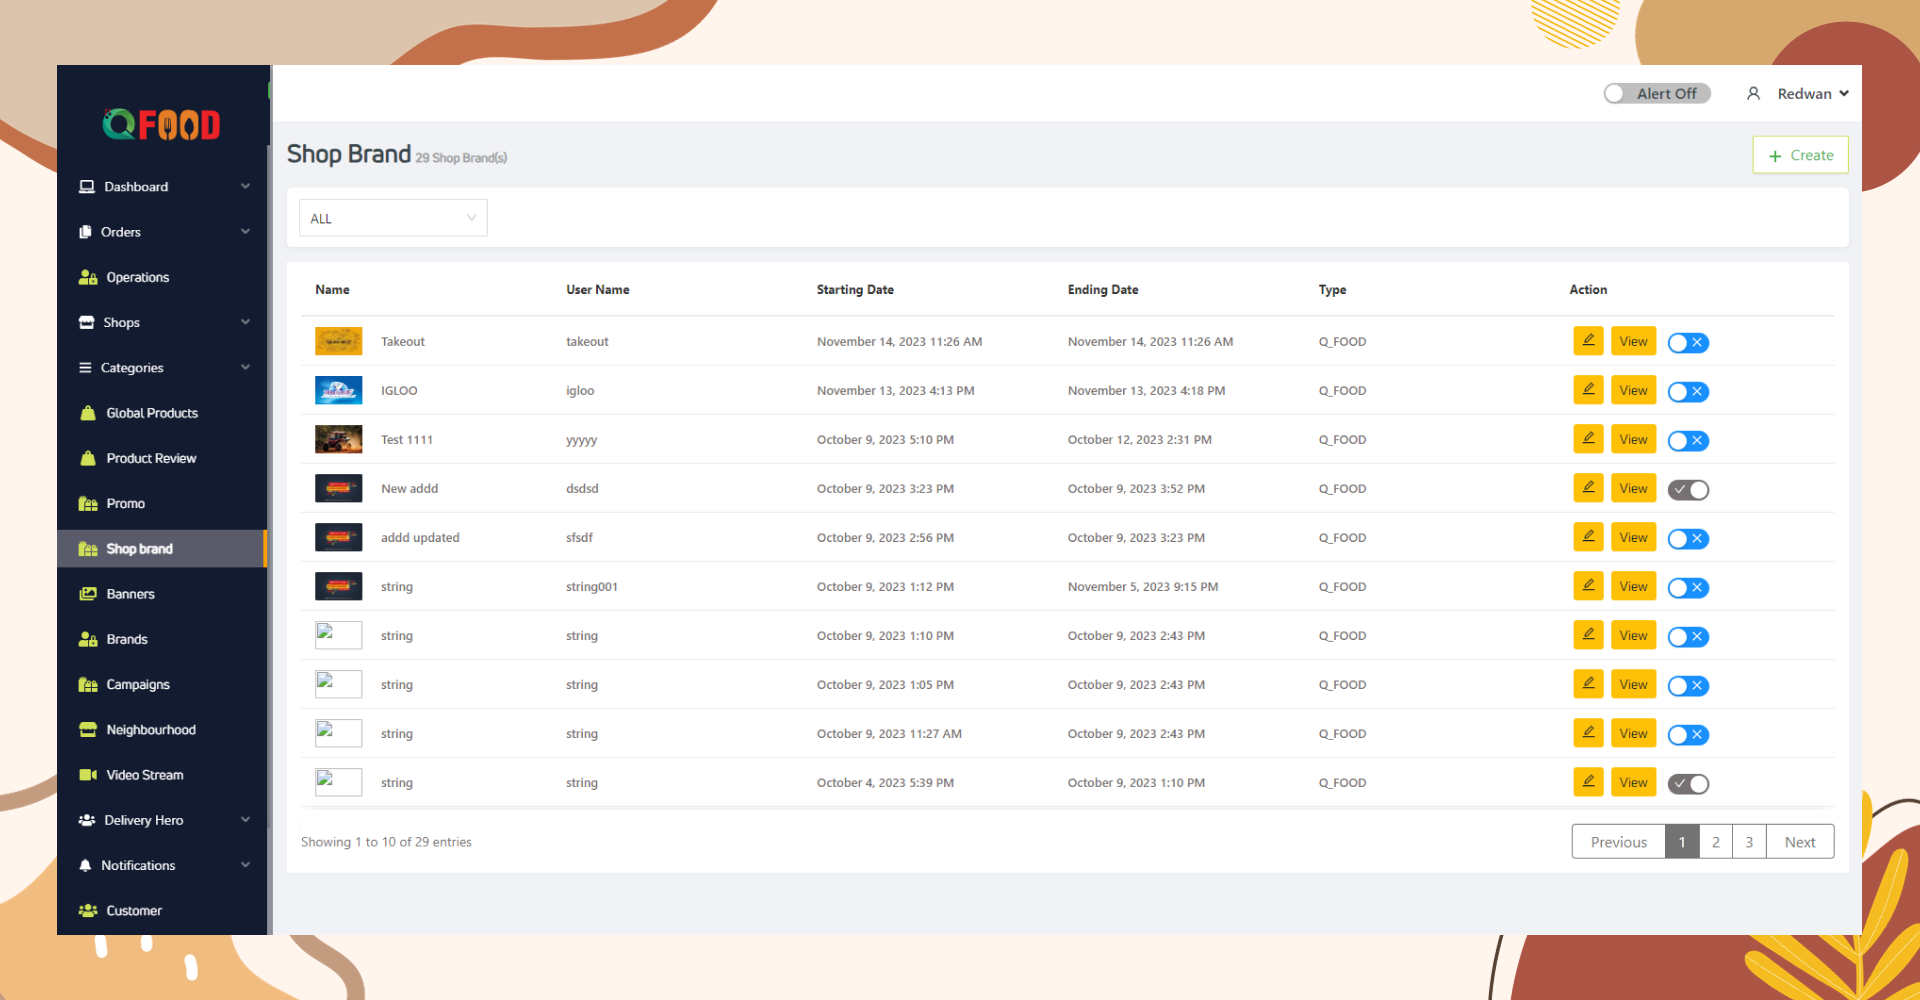 QFOOD
Alert Off
Redwan
Dashboard
Orders
Operations
Shops
Categories
Global Products
Product Review
Promo
Shop brand
Banners
Brands
Campaigns
Neighbourhood
Video Stream
Delivery Hero
Notifications
Customer
Shop Brand 29 Shop Brand(s)
+ Create
ALL
Name User Name Starting Date Ending Date Type Action
Takeout takeout November 14, 2023 11:26 AM November 14, 2023 11:26 AM Q_FOOD View
IGLOO igloo November 13, 2023 4:13 PM November 13, 2023 4:18 PM Q_FOOD View
Test 1111 yyyyy October 9, 2023 5:10 PM October 12, 2023 2:31 PM Q_FOOD View
New addd dsdsd October 9, 2023 3:23 PM October 9, 2023 3:52 PM Q_FOOD View
addd updated sfsdf October 9, 2023 2:56 PM October 9, 2023 3:23 PM Q_FOOD View
string string001 October 9, 2023 1:12 PM November 5, 2023 9:15 PM Q_FOOD View
string string October 9, 2023 1:10 PM October 9, 2023 2:43 PM Q_FOOD View
string string October 9, 2023 1:05 PM October 9, 2023 2:43 PM Q_FOOD View
string string October 9, 2023 11:27 AM October 9, 2023 2:43 PM Q_FOOD View
string string October 4, 2023 5:39 PM October 9, 2023 1:10 PM Q_FOOD View
Showing 1 to 10 of 29 entries
Previous 1 2 3 Next